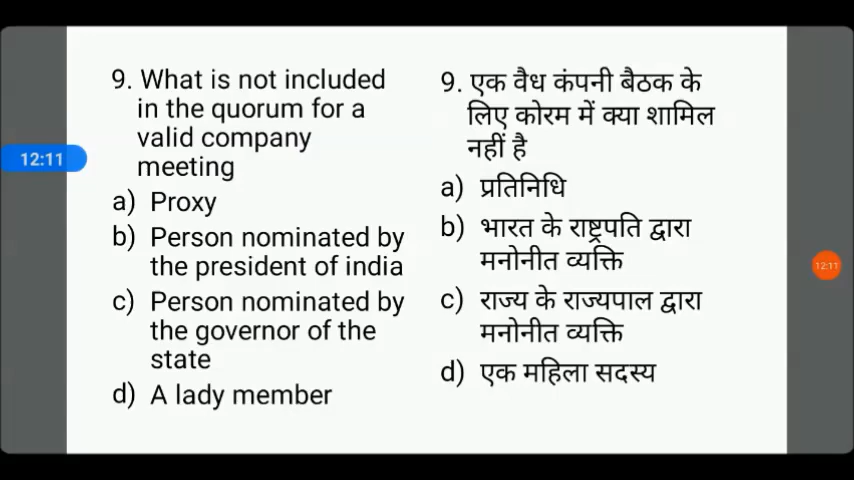 9. What is not included
in the quorum for a
valid company
meeting
a) Proxy
b) Person nominated by
the president of india
c) Person nominated by
the governor of the
state
d) A lady member
9. एक वैध कंपनी बैठक के
लिए कोरम में क्या शामिल
नहीं है
a) प्रतिनिधि
b) भारत के राष्ट्रपति द्वारा
मनोनीत व्यक्ति
c) राज्य के राज्यपाल द्वारा
मनोनीत व्यक्ति
d) एक महिला सदस्य
12:11
12:11